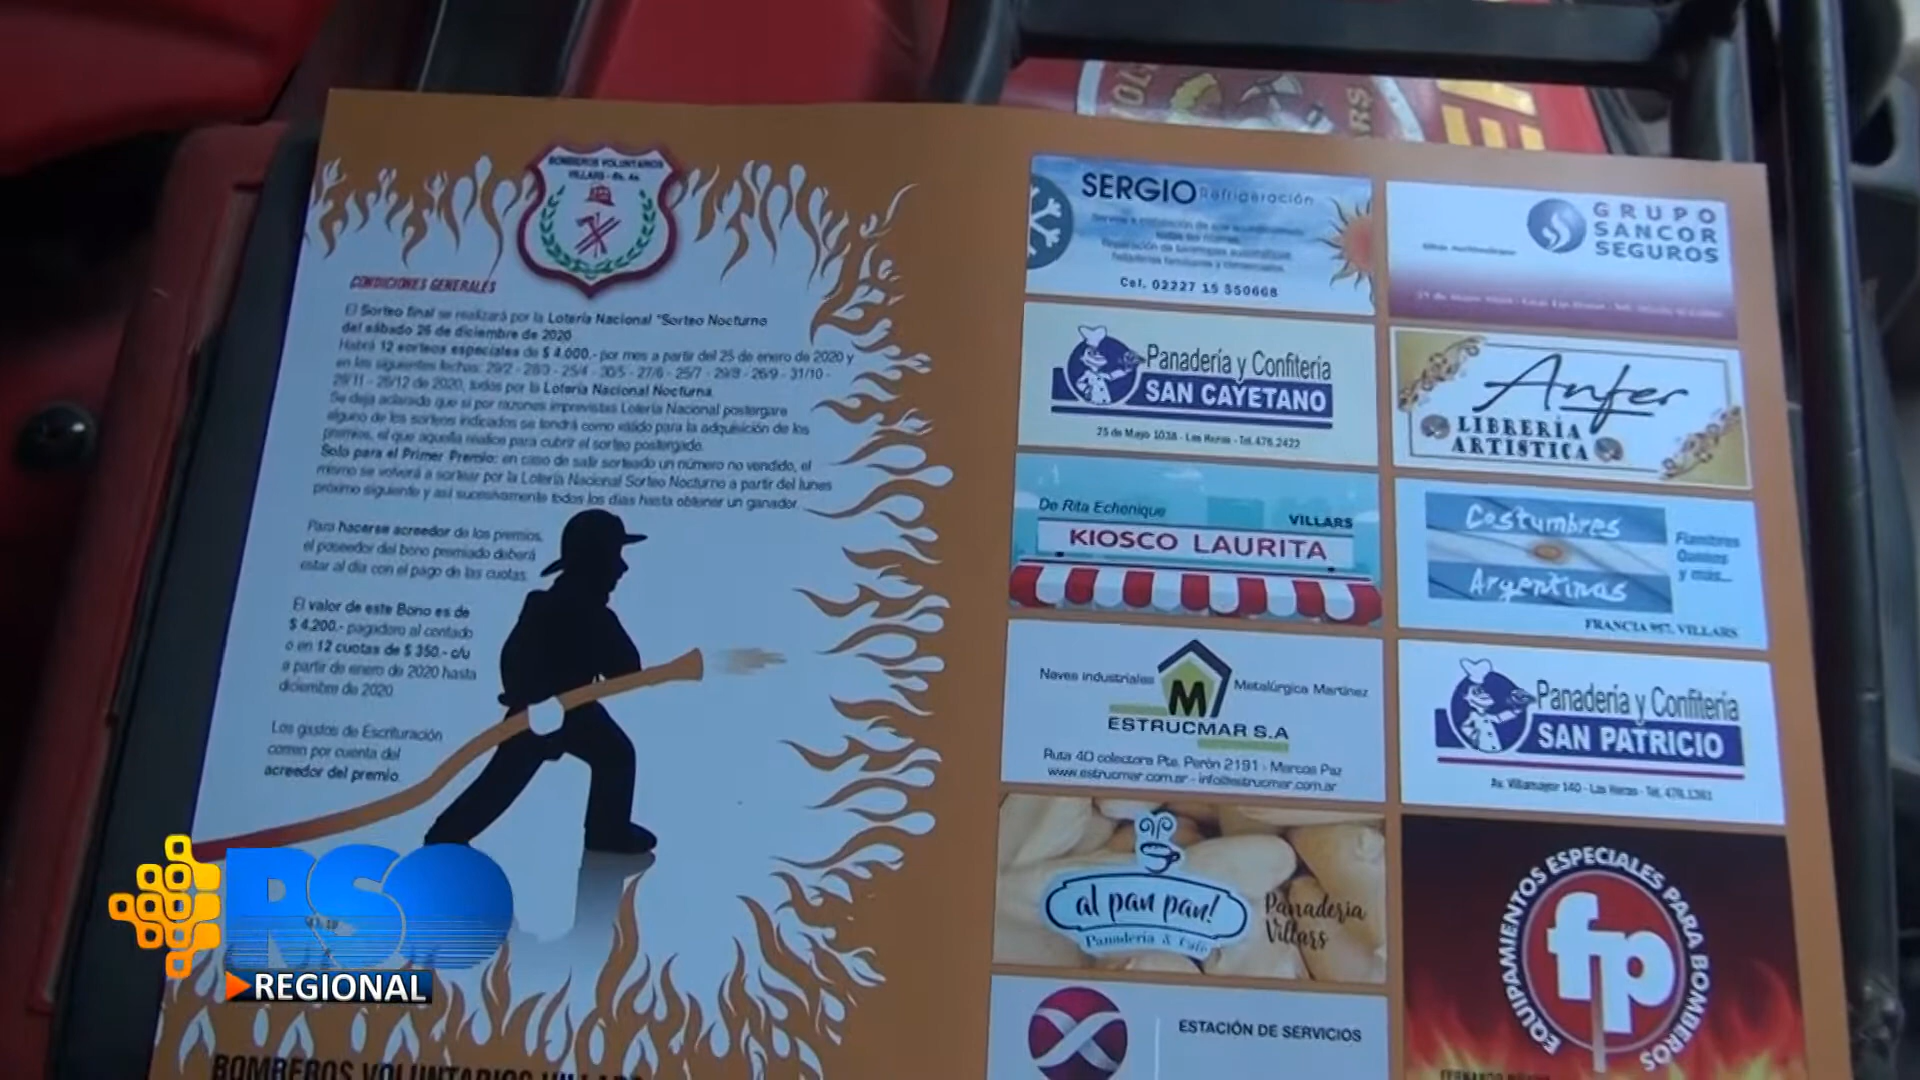 BOMBEROS VOLUNTARIOS
VILLARS - Bs. As.
CONDICIONES GENERALES
El Sorteo final se realizará por la Lotería Nacional "Sorteo Nocturno
del sábado 26 de diciembre de 2020
Habrá 12 sorteos especiales de $ 4.000.- por mes a partir del 25 de enero de 2020 y
en las siguientes fechas: 29/2 - 28/3 - 25/4 - 30/5 - 27/6 - 25/7 - 29/8 - 26/9 - 31/10 -
28/11 - 26/12 de 2020, todos por la Lotería Nacional Nocturna.
Se deja aclarado que si por razones imprevistas Lotería Nacional postergare
alguno de los sorteos indicados se tendrá como válido para la adquisición de los
premios, el que aquella realice para cubrir el sorteo postergado.
Solo para el Primer Premio: en caso de salir sorteado un número no vendido, el
mismo se volverá a sortear por la Lotería Nacional Sorteo Nocturno a partir del lunes
próximo siguiente y así sucesivamente todos los días hasta obtener un ganador.
Para hacerse acreedor de los premios,
el poseedor del bono premiado deberá
estar al día con el pago de las cuotas.
El valor de este Bono es de
$ 4.200.- pagadero al contado
o en 12 cuotas de $ 350.- c/u
a partir de enero de 2020 hasta
diciembre de 2020
Los gastos de Escrituración
corren por cuenta del
acreedor del premio.
BOMBEROS VOLUNTARIOS VILLARS
RSO
REGIONAL
SERGIO Refrigeración
Cel. 02227 15 550668
GRUPO
SANCOR
SEGUROS
Panadería y Confitería
SAN CAYETANO
25 de Mayo 1038 - Las Heras - Tel. 476.2422
Anfer
LIBRERÍA
ARTISTICA
De Rita Echenique
VILLARS
KIOSCO LAURITA
Costumbres
Argentinas
Fiambres
Quesos
y más...
FRANCIA 957. VILLARS
Naves industriales
M
Metalúrgica Martinez
ESTRUCMAR S.A
Ruta 40 colectora Pte. Perón 2191 - Marcos Paz
www.estrucmar.com.ar - info@estrucmar.com.ar
Panadería y Confitería
SAN PATRICIO
Av. Villamayor 140 - Las Heras - Tel. 476.1261
al pan pan!
Panadería & Café
Panaderia
Villars
EQUIPAMIENTOS ESPECIALES PARA BOMBEROS
fp
ESTACIÓN DE SERVICIOS